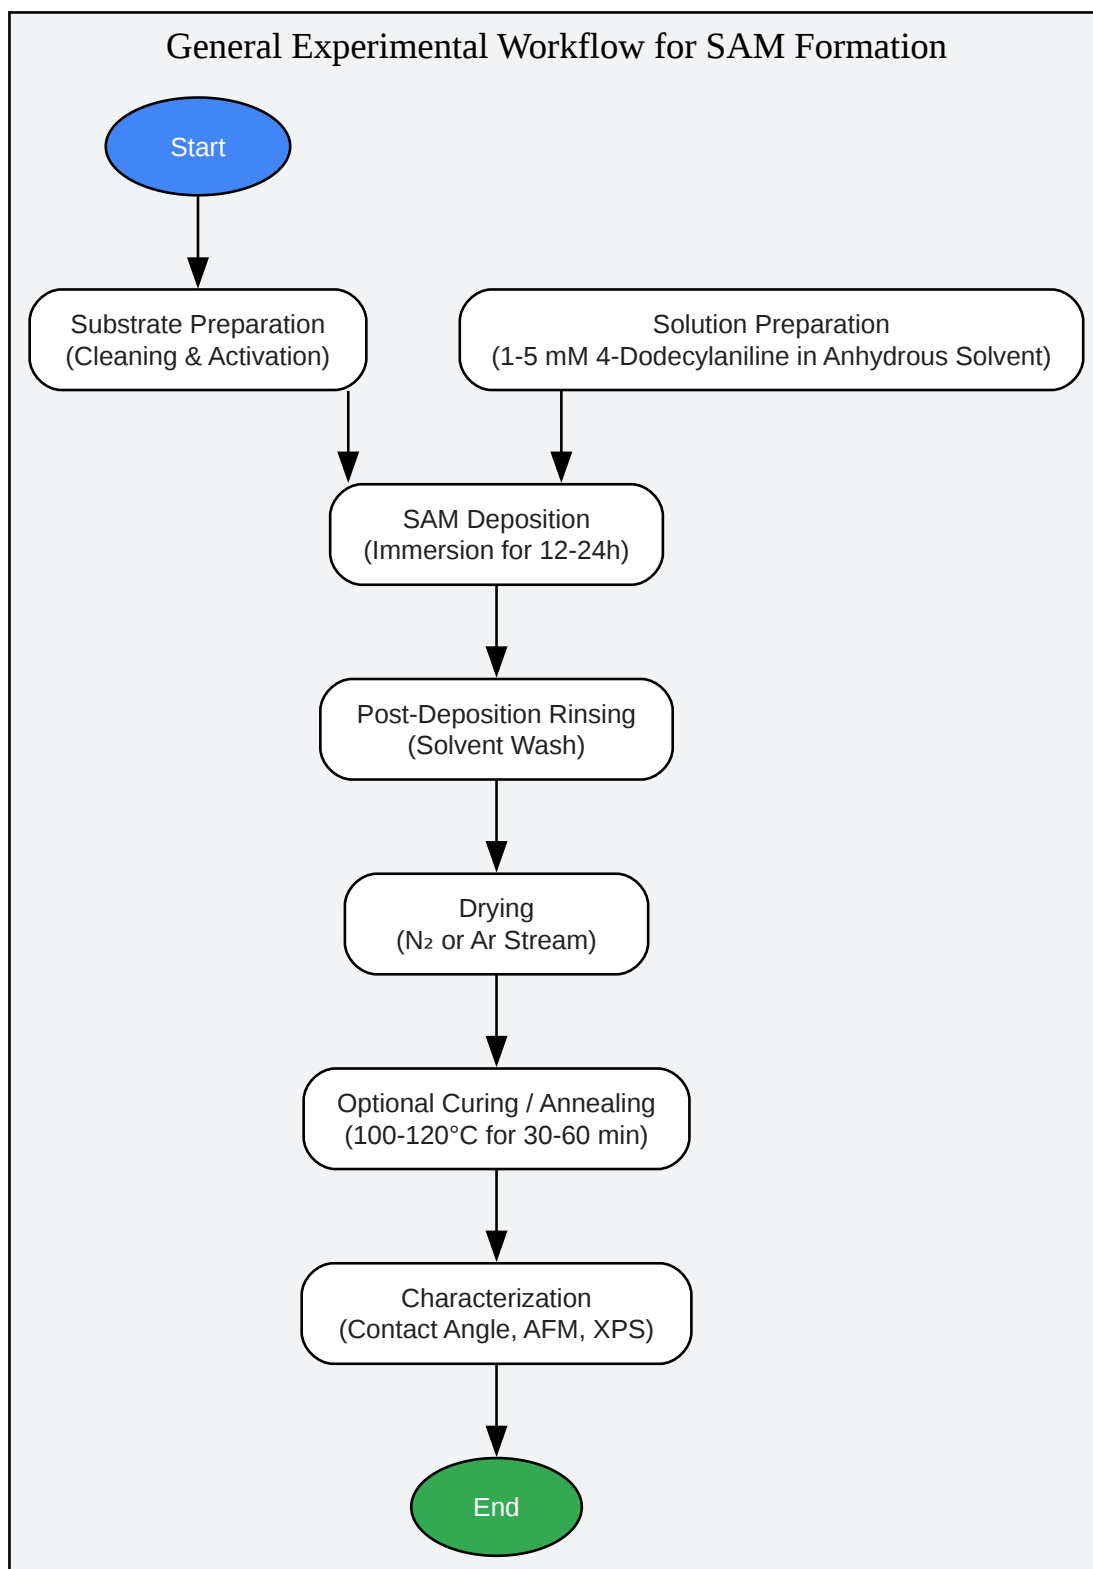 General Experimental Workflow for SAM Formation
Start
Substrate Preparation
(Cleaning & Activation)
Solution Preparation
(1-5 mM 4-Dodecylaniline in Anhydrous Solvent)
SAM Deposition
(Immersion for 12-24h)
Post-Deposition Rinsing
(Solvent Wash)
Drying
(N₂ or Ar Stream)
Optional Curing / Annealing
(100-120°C for 30-60 min)
Characterization
(Contact Angle, AFM, XPS)
End